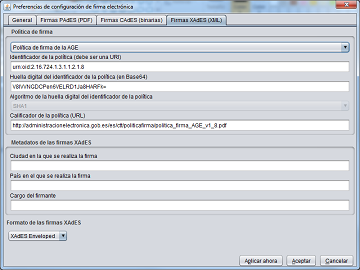 Preferencias de configuración de firma electrónica
General
Firmas PAdES (PDF)
Firmas CAdES (binarias)
Firmas XAdES (XML)
Política de firma
Política de firma de la AGE
Identificador de la política (debe ser una URI)
urn:oid:2.16.724.1.3.1.1.2.1.8
Huella digital del identificador de la política (en Base64)
V8lVVNGDCPen6VELRD1Ja8HARFk=
Algoritmo de la huella digital del identificador de la política
SHA1
Calificador de la política (URL)
http://administracionelectronica.gob.es/es/ctt/politicafirma/politica_firma_AGE_v1_8.pdf
Metadatos de las firmas XAdES
Ciudad en la que se realiza la firma
País en el que se realiza la firma
Cargo del firmante
Formato de las firmas XAdES
XAdES Enveloped
Aplicar ahora
Aceptar
Cancelar